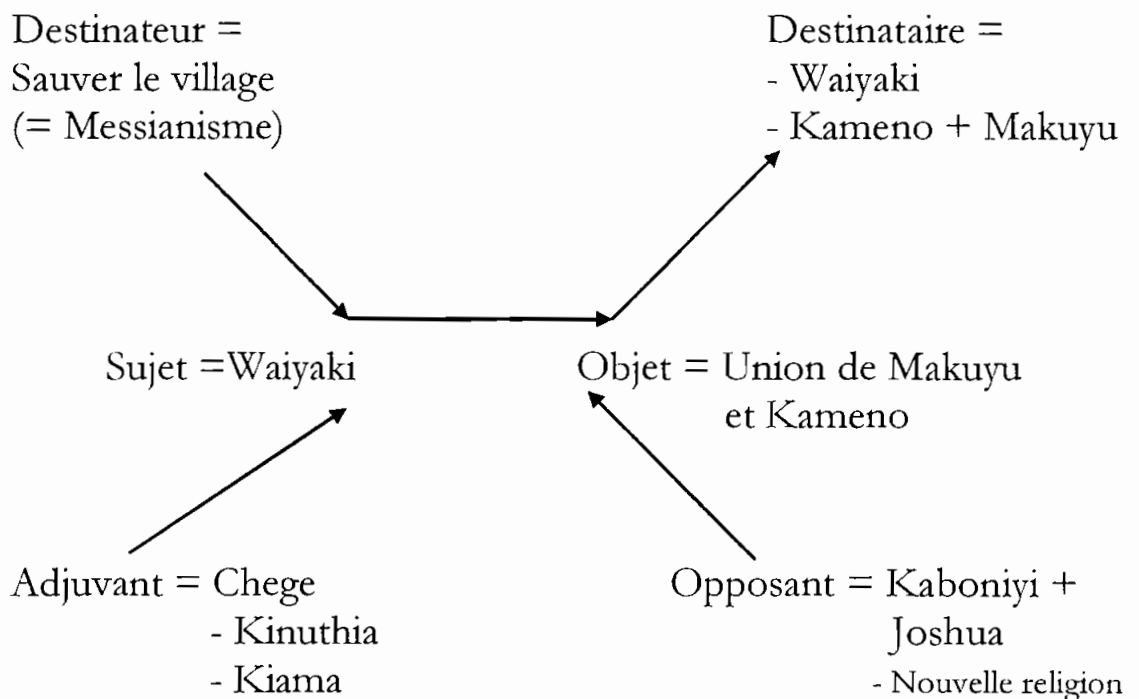 Destinateur =
Sauver le village
(= Messianisme)
Destinataire =
- Waiyaki
- Kameno + Makuyu
Sujet =Waiyaki
Objet = Union de Makuyu
et Kameno
Adjuvant = Chege
- Kinuthia
- Kiama
Opposant = Kaboniyi +
Joshua
- Nouvelle religion